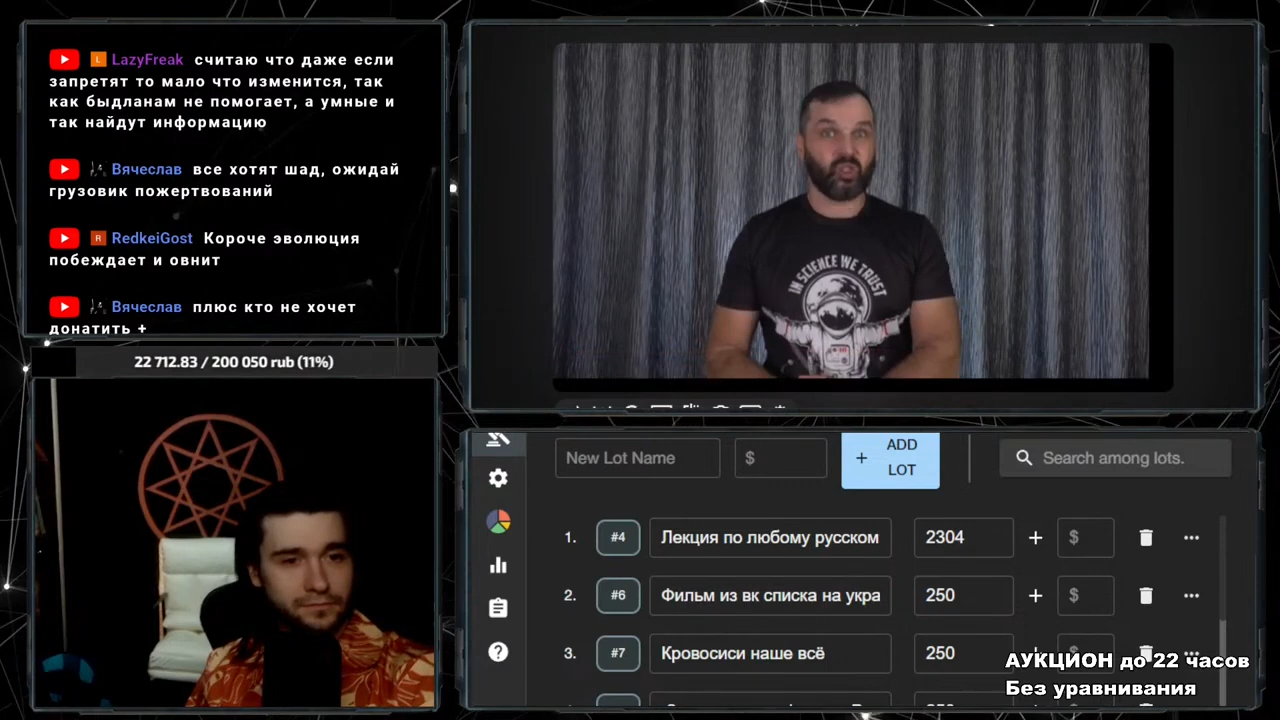 LazyFreak считаю что даже если
запретят то мало что изменится, так
как быдланам не помогает, а умные и
так найдут информацию
Вячеслав все хотят шад, ожидай
грузовик пожертвований
RedkeiGost Короче эволюция
побеждает и овнит
Вячеслав плюс кто не хочет
донатить +
22 712.83 / 200 050 rub (11%)
IN SCIENCE WE TRUST
New Lot Name
$
+ ADD
LOT
Search among lots.
1. #4 Лекция по любому русском 2304 + $
2. #6 Фильм из вк списка на укра 250 + $
3. #7 Кровосиси наше всё 250 + $
АУКЦИОН до 22 часов
Без уравнивания